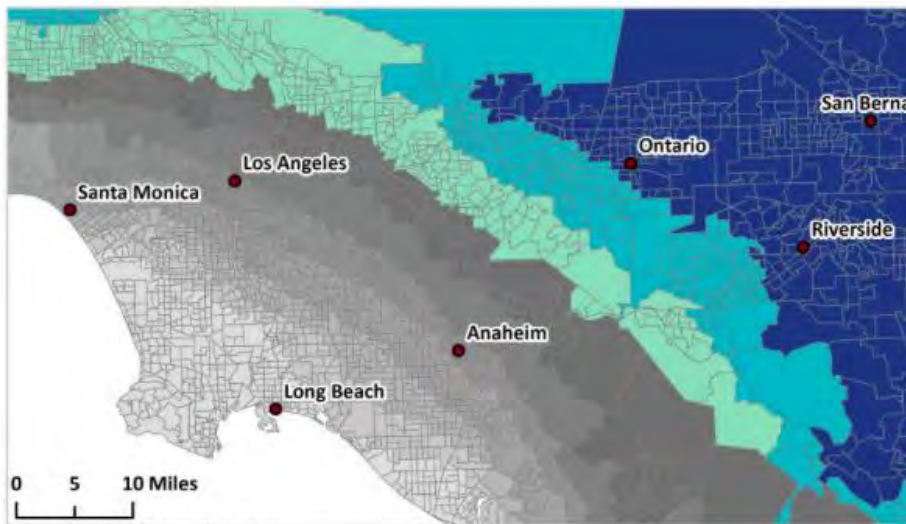 San Berna
Ontario
Los Angeles
Santa Monica
Riverside
Anaheim
Long Beach
0 5 10 Miles